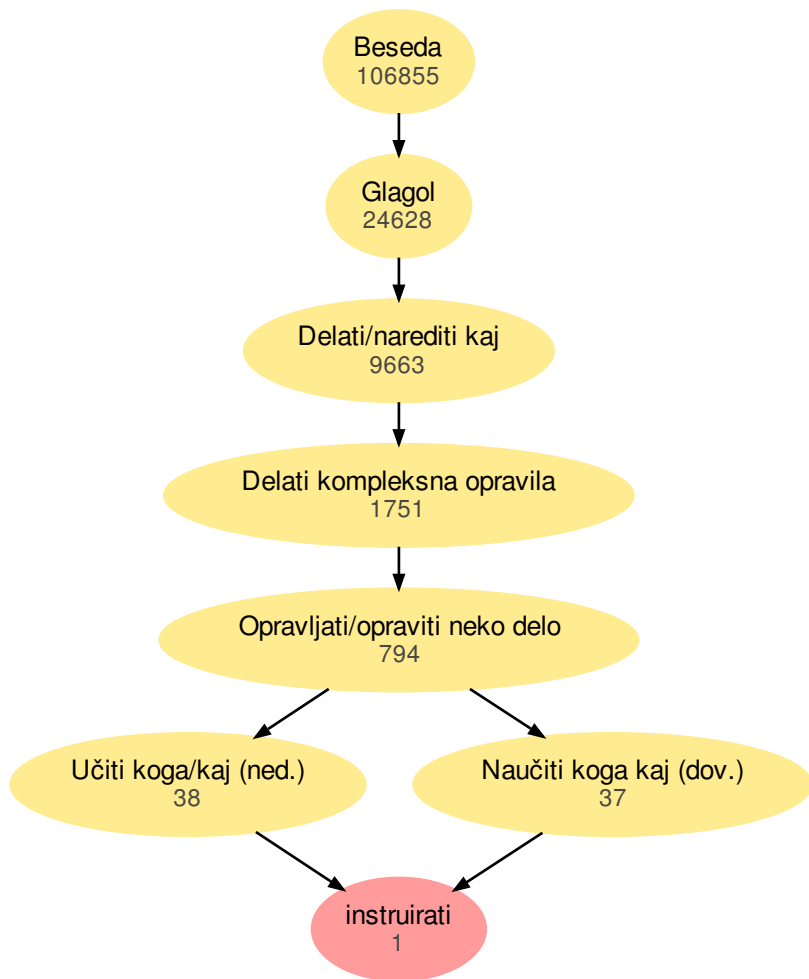 Beseda
106855
Glagol
24628
Delati/narediti kaj
9663
Delati kompleksna opravila
1751
Opravljati/opraviti neko delo
794
Učiti koga/kaj (ned.)
38
Naučiti koga kaj (dov.)
37
instruirati
1